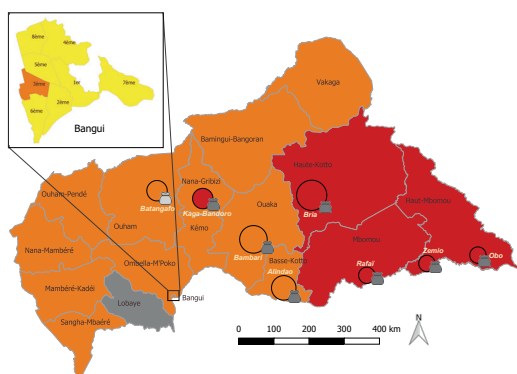 8ème
4ème
5ème
3ème
1er
7ème
2ème
6ème
Bangui
Vakaga
Bamingui-Bangoran
Haute-Kotto
Nana-Gribizi
Ouham-Pendé
Haut-Mbomou
Batangafo
Kaga-Bandoro
Ouaka
Bria
Ouham
Kémo
Mbomou
Nana-Mambéré
Bambari
Zemio
Obo
Ombella-M'Poko
Basse-Kotto
Rafaï
Alindao
Mambéré-Kadéi
Lobaye
Bangui
Sangha-Mbaéré
0 100 200 300 400 km
N